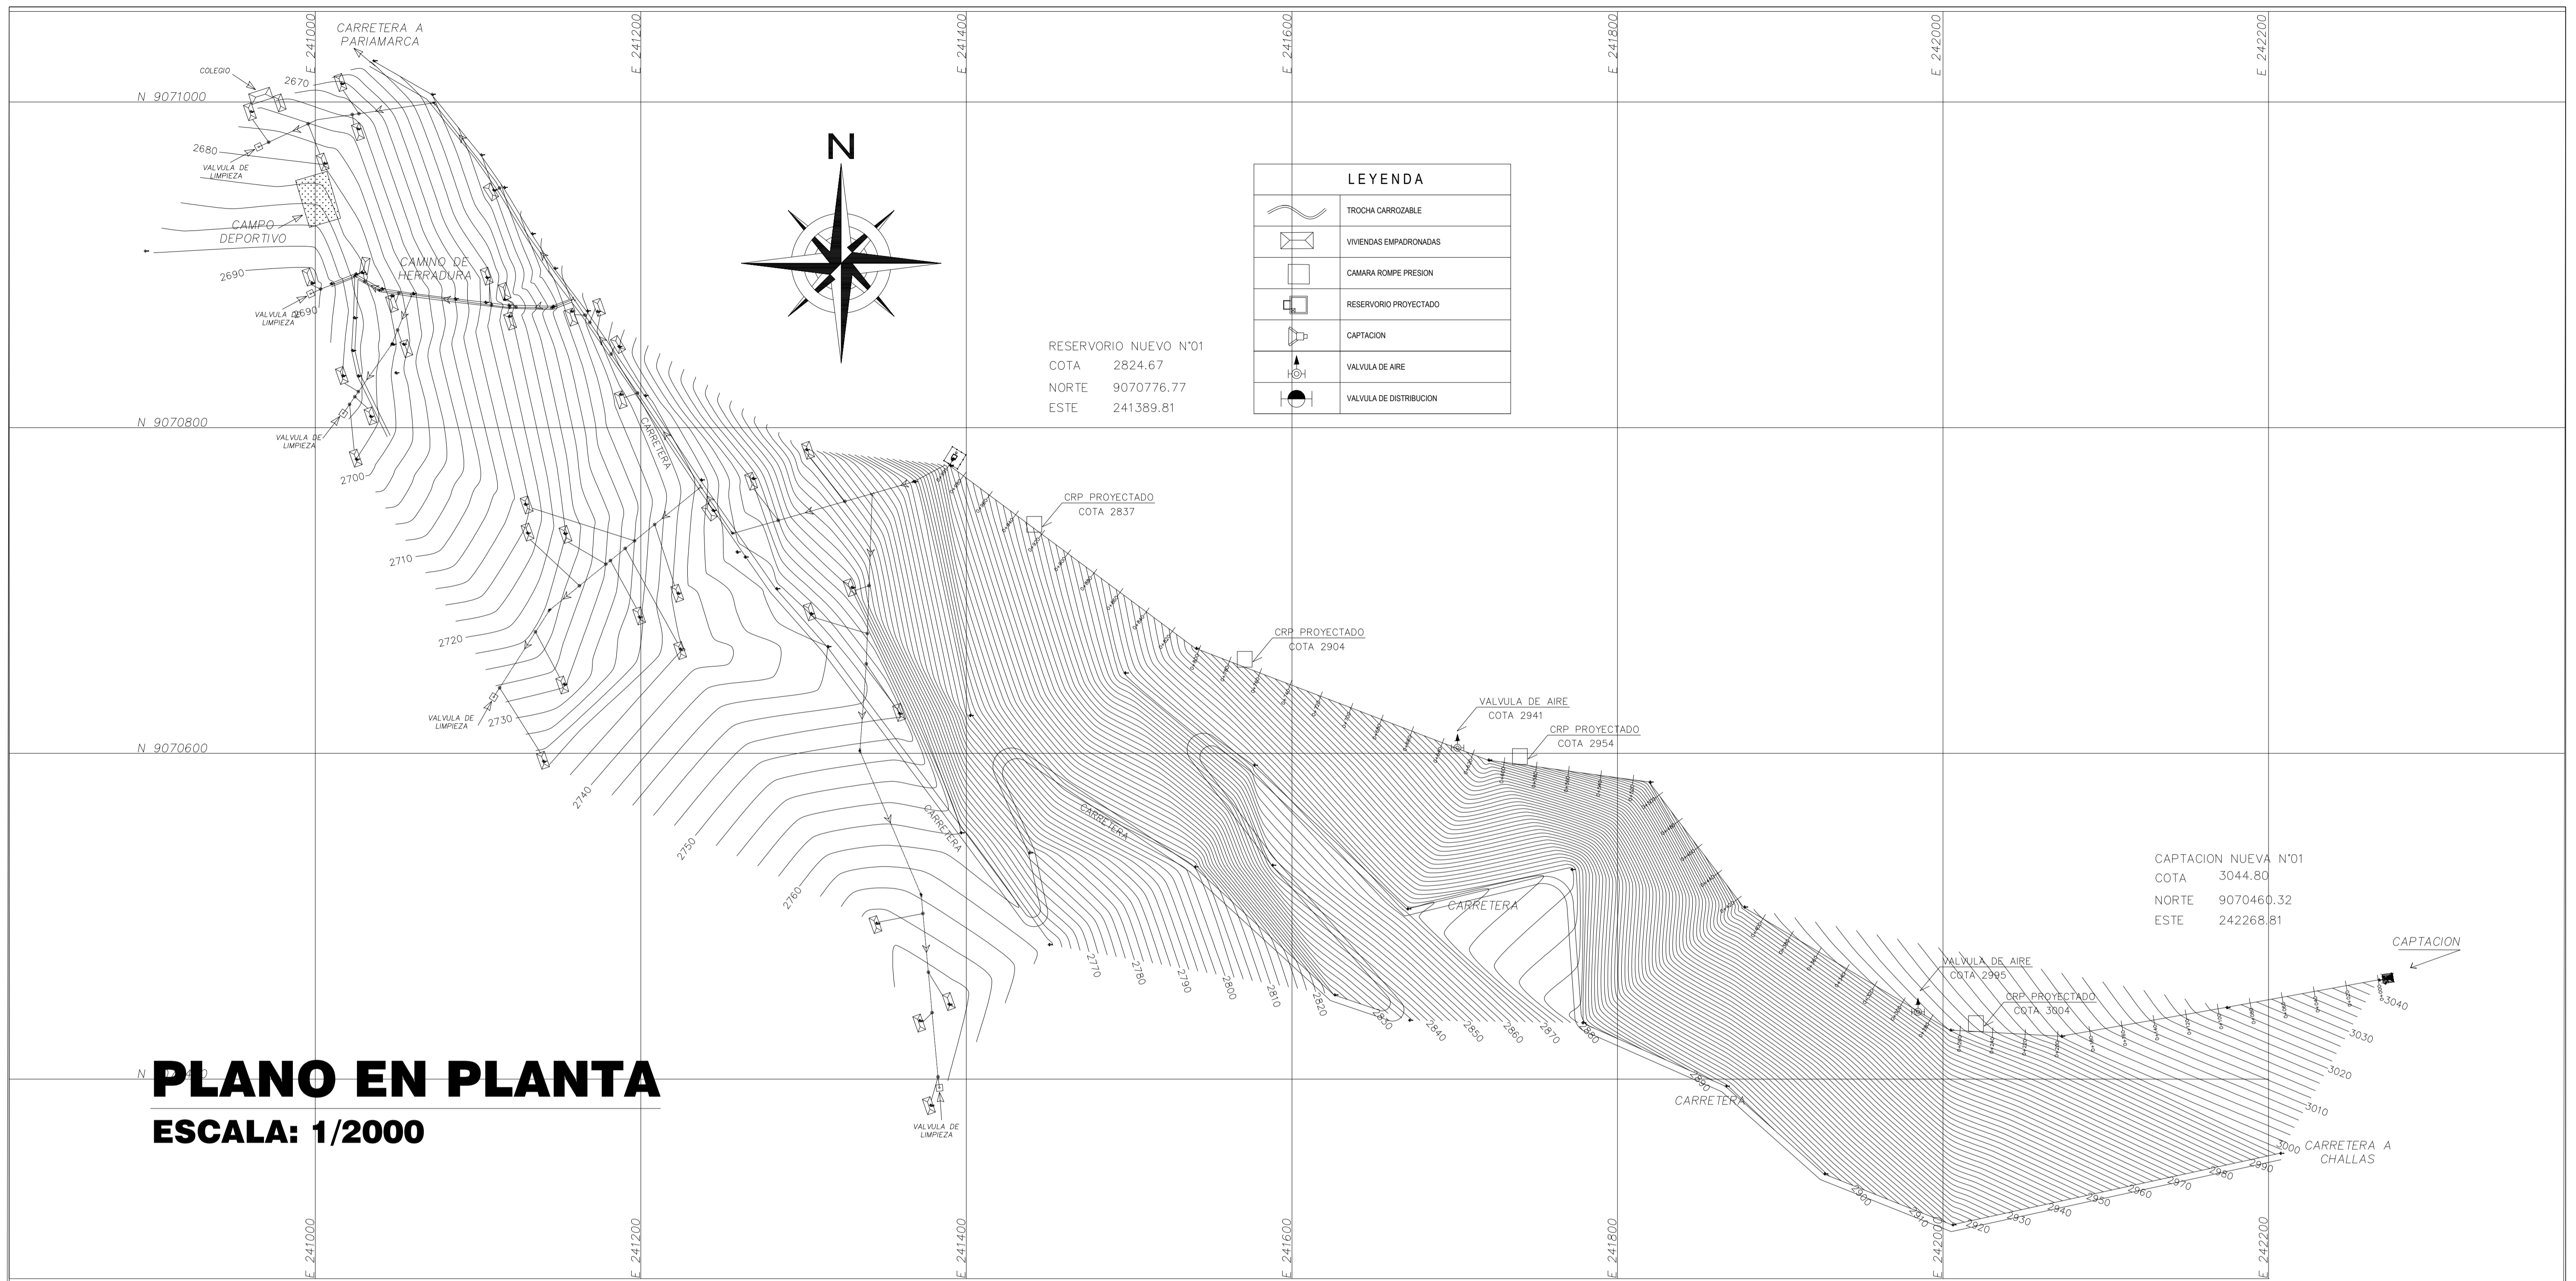 E 241000
E 241200
E 241400
E 241600
E 241800
E 242000
E 242200
CARRETERA A
PARIAMARCA
COLEGIO
2670
N 9071000
2680
VALVULA DE
LIMPIEZA
CAMPO
DEPORTIVO
CAMINO DE
HERRADURA
2690
VALVULA DE
LIMPIEZA
2690
N
LEYENDA
TROCHA CARROZABLE
VIVIENDAS EMPADRONADAS
CAMARA ROMPE PRESION
RESERVORIO PROYECTADO
CAPTACION
VALVULA DE AIRE
VALVULA DE DISTRIBUCION
RESERVORIO NUEVO N°01
COTA 2824.67
NORTE 9070776.77
ESTE 241389.81
N 9070800
VALVULA DE
LIMPIEZA
CARRETERA
2700
CRP PROYECTADO
COTA 2837
2710
2720
CRP PROYECTADO
COTA 2904
VALVULA DE
LIMPIEZA
2730
VALVULA DE AIRE
COTA 2941
CRP PROYECTADO
COTA 2954
N 9070600
2740
2750
2760
CARRETERA
CARRETERA
CARRETERA
CAPTACION NUEVA N°01
COTA 3044.80
NORTE 9070460.32
ESTE 242268.81
CAPTACION
VALVULA DE AIRE
COTA 2995
CRP PROYECTADO
COTA 3004
2770
2780
2790
2800
2810
2820
2830
2840
2850
2860
2870
2880
2890
CARRETERA
2900
2910
2920
2930
2940
2950
2960
2970
2980
2990
3000
3010
3020
3030
3040
CARRETERA A
CHALLAS
VALVULA DE
LIMPIEZA
N
PLANO EN PLANTA
ESCALA: 1/2000
E 241000
E 241200
E 241400
E 241600
E 241800
E 242000
E 242200